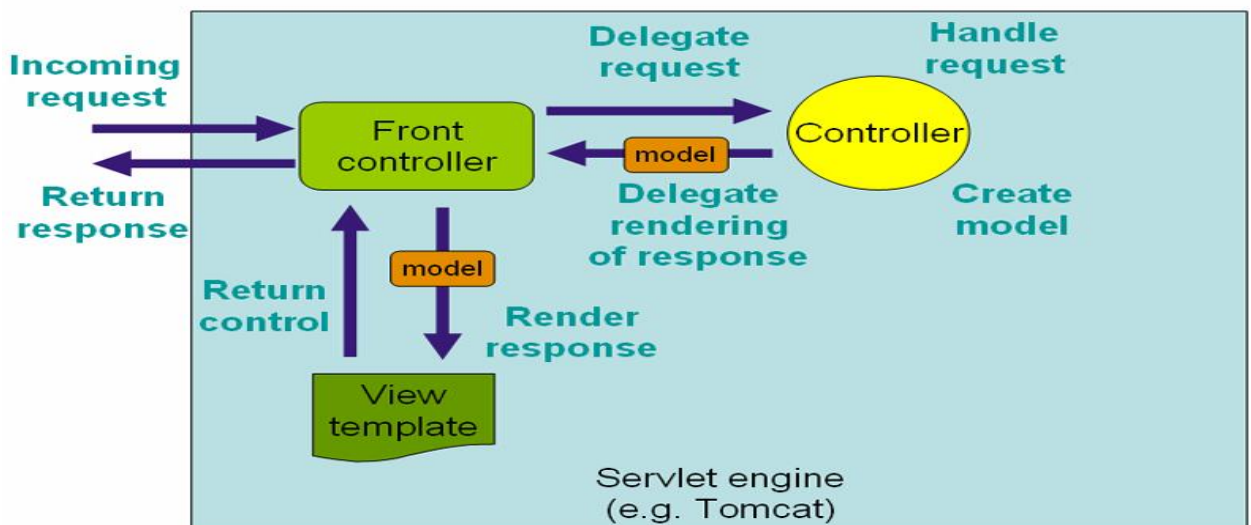 Incoming
request
Return
response
Front
controller
Delegate
request
Handle
request
Controller
model
Delegate
rendering
of response
Create
model
model
Return
control
Render
response
View
template
Servlet engine
(e.g. Tomcat)